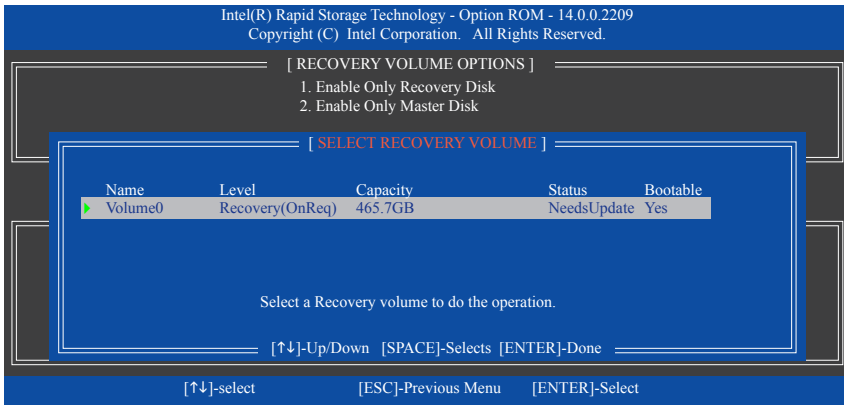 Intel(R) Rapid Storage Technology - Option ROM - 14.0.0.2209
Copyright (C) Intel Corporation. All Rights Reserved.
[ RECOVERY VOLUME OPTIONS ]
1. Enable Only Recovery Disk
2. Enable Only Master Disk
[ SELECT RECOVERY VOLUME ]
Name Level Capacity Status Bootable
Volume0 Recovery(OnReq) 465.7GB NeedsUpdate Yes
Select a Recovery volume to do the operation.
[↑↓]-Up/Down [SPACE]-Selects [ENTER]-Done
[↑↓]-select [ESC]-Previous Menu [ENTER]-Select